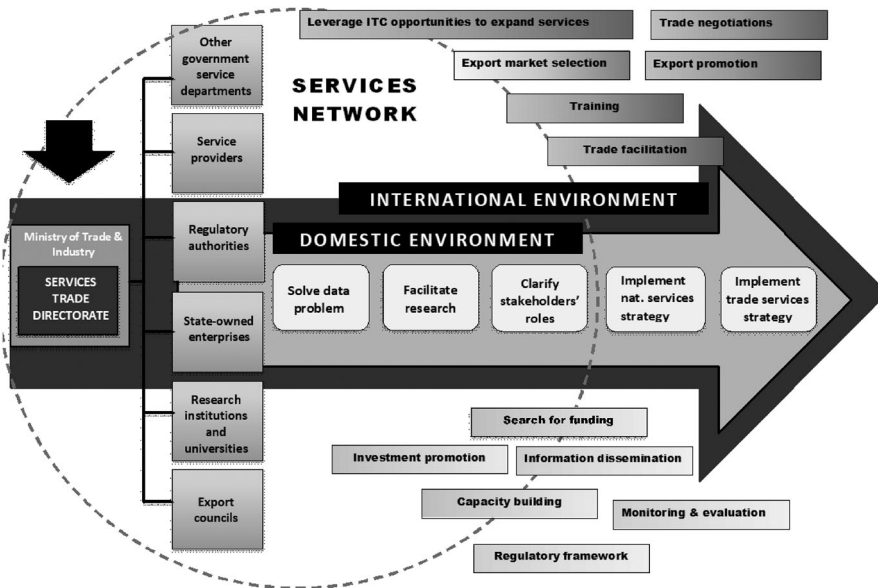 Leverage ITC opportunities to expand services
Trade negotiations
Export market selection
Export promotion
Training
Trade facilitation
SERVICES
NETWORK
Other
government
service
departments
Service
providers
Regulatory
authorities
State-owned
enterprises
Research
institutions
and
universities
Export
councils
Ministry of Trade &
Industry
SERVICES
TRADE
DIRECTORATE
INTERNATIONAL ENVIRONMENT
DOMESTIC ENVIRONMENT
Solve data
problem
Facilitate
research
Clarify
stakeholders’
roles
Implement
nat. services
strategy
Implement
trade services
strategy
Search for funding
Investment promotion
Information dissemination
Capacity building
Monitoring & evaluation
Regulatory framework